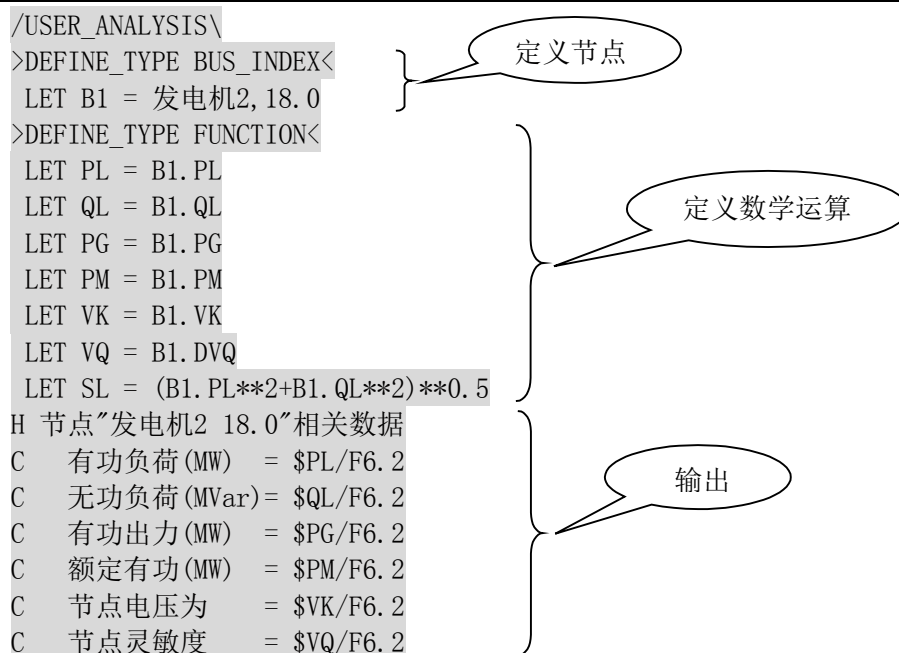 /USER_ANALYSIS\
>DEFINE_TYPE BUS_INDEX<
LET B1 = 发电机2,18.0
定义节点
>DEFINE_TYPE FUNCTION<
LET PL = B1.PL
LET QL = B1.QL
LET PG = B1.PG
LET PM = B1.PM
LET VK = B1.VK
LET VQ = B1.DVQ
LET SL = (B1.PL**2+B1.QL**2)**0.5
定义数学运算
H 节点"发电机2 18.0"相关数据
C 有功负荷(MW) = $PL/F6.2
C 无功负荷(MVar)= $QL/F6.2
C 有功出力(MW) = $PG/F6.2
C 额定有功(MW) = $PM/F6.2
C 节点电压为 = $VK/F6.2
C 节点灵敏度 = $VQ/F6.2
输出